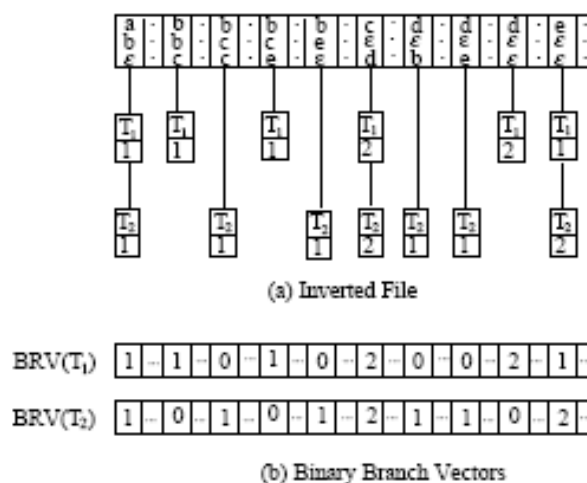 a b b b b c d d d e
b · b · c · c · e · ε · ε · ε · ε · ε ·
ε c c e ε d b e ε ε
T₁ T₁ T₁ T₁ T₁ T₁
1 1 1 2 2 1
T₂ T₂ T₂ T₂ T₂ T₂ T₂
1 1 1 2 1 1 2
(a) Inverted File
BRV(T₁) 1 ... 1 ... 0 ... 1 ... 0 ... 2 ... 0 ... 0 ... 2 ... 1 ...
BRV(T₂) 1 ... 0 ... 1 ... 0 ... 1 ... 2 ... 1 ... 1 ... 0 ... 2 ...
(b) Binary Branch Vectors